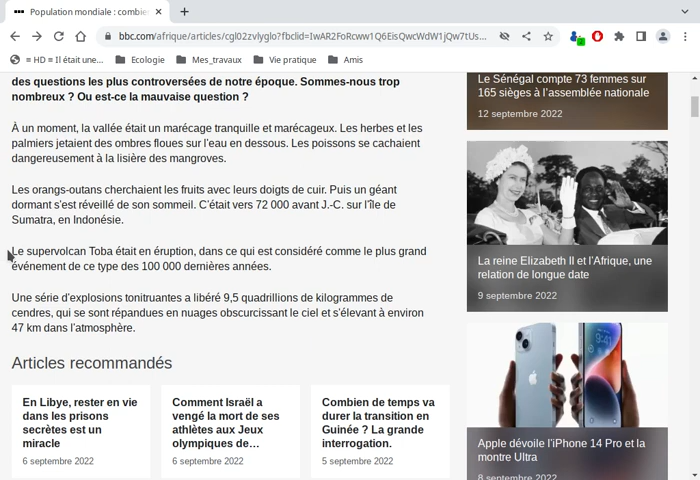 Population mondiale : combie
bbc.com/afrique/articles/cgl02zvlyglo?fbclid=IwAR2FoRcww1Q6EisQwcWdW1jQw7tUs...
≡ HD ≡ Il était une...
Ecologie
Mes_travaux
Vie pratique
Amis
des questions les plus controversées de notre époque. Sommes-nous trop
nombreux ? Ou est-ce la mauvaise question ?
À un moment, la vallée était un marécage tranquille et marécageux. Les herbes et les
palmiers jetaient des ombres floues sur l'eau en dessous. Les poissons se cachaient
dangereusement à la lisière des mangroves.
Les orangs-outans cherchaient les fruits avec leurs doigts de cuir. Puis un géant
dormant s'est réveillé de son sommeil. C'était vers 72 000 avant J.-C. sur l'île de
Sumatra, en Indonésie.
Le supervolcan Toba était en éruption, dans ce qui est considéré comme le plus grand
événement de ce type des 100 000 dernières années.
Une série d'explosions tonitruantes a libéré 9,5 quadrillions de kilogrammes de
cendres, qui se sont répandues en nuages obscurcissant le ciel et s'élevant à environ
47 km dans l'atmosphère.
Articles recommandés
En Libye, rester en vie
dans les prisons
secrètes est un
miracle
6 septembre 2022
Comment Israël a
vengé la mort de ses
athlètes aux Jeux
olympiques de…
6 septembre 2022
Combien de temps va
durer la transition en
Guinée ? La grande
interrogation.
5 septembre 2022
Le Sénégal compte 73 femmes sur
165 sièges à l'assemblée nationale
12 septembre 2022
La reine Elizabeth II et l'Afrique, une
relation de longue date
9 septembre 2022
Apple dévoile l'iPhone 14 Pro et la
montre Ultra
8 septembre 2022